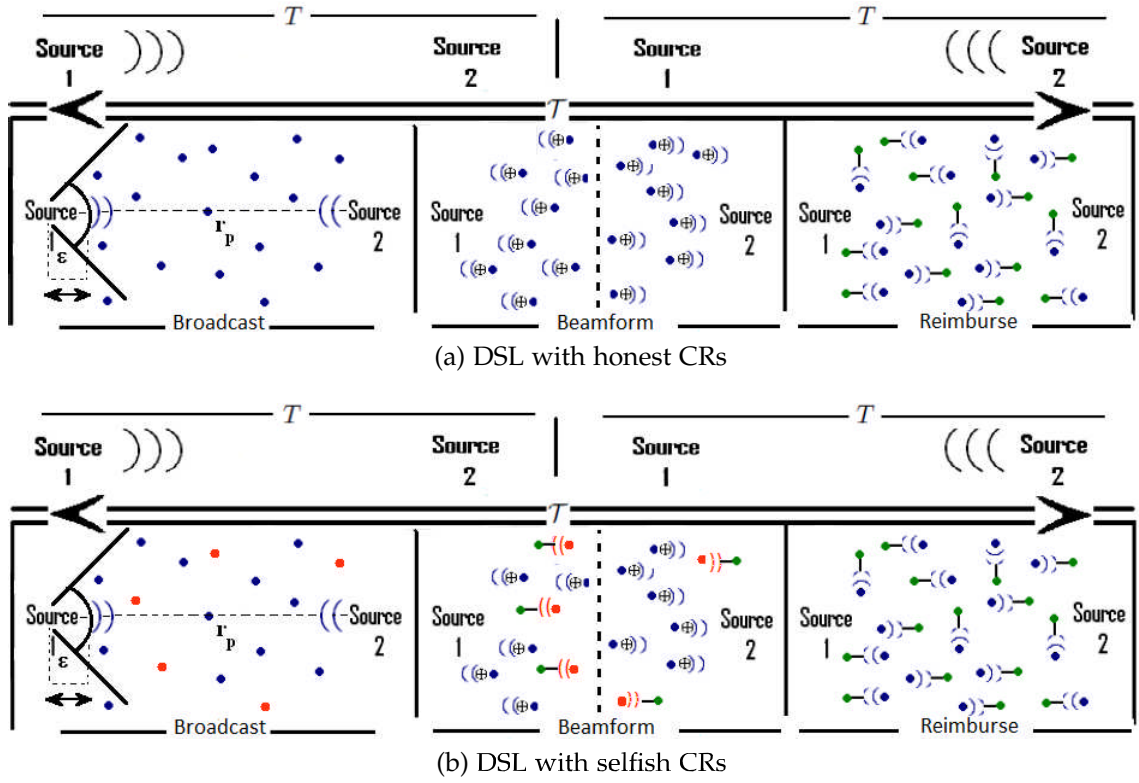 T T
Source 1 Source 2 Source 1 Source 2
𝒯
Source 1 ε r_p Source 2
Source 1 Source 2
Source 1 Source 2
Broadcast Beamform Reimburse
(a) DSL with honest CRs
T T
Source 1 Source 2 Source 1 Source 2
𝒯
Source 1 ε r_p Source 2
Source 1 Source 2
Source 1 Source 2
Broadcast Beamform Reimburse
(b) DSL with selfish CRs